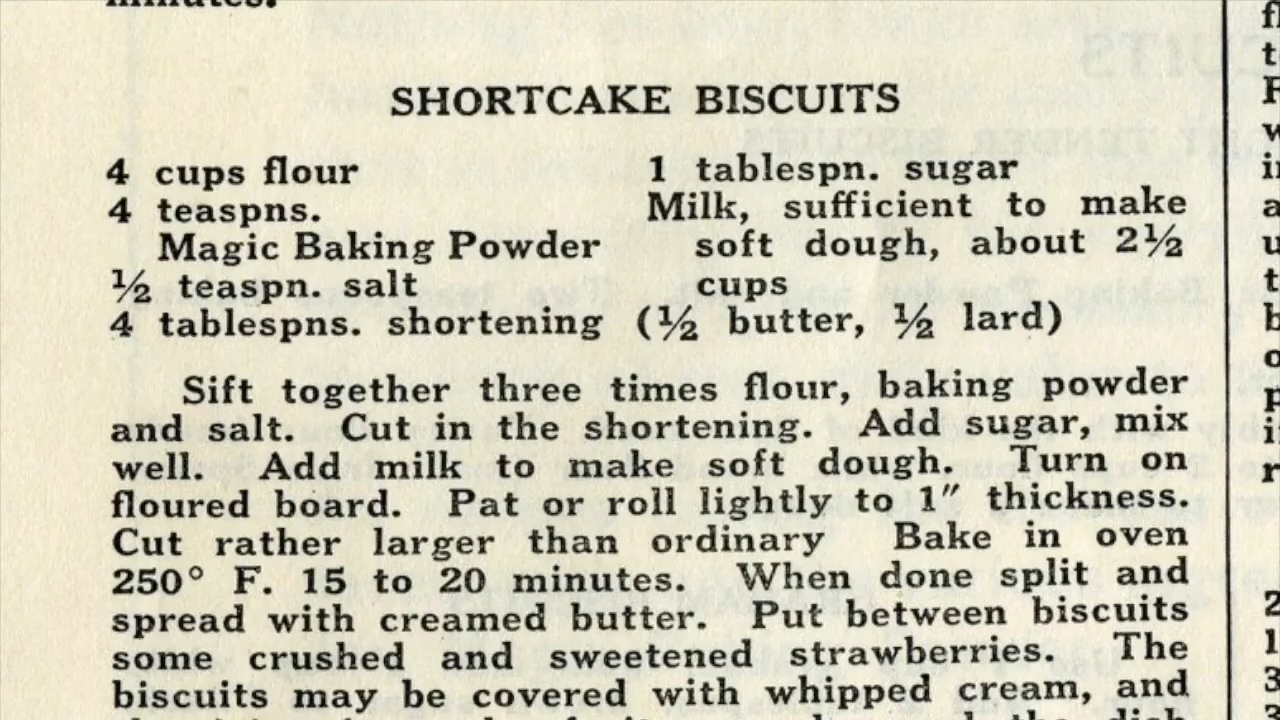 minutes.
SHORTCAKE BISCUITS
4 cups flour
4 teaspns.
Magic Baking Powder
½ teaspn. salt
1 tablespn. sugar
Milk, sufficient to make
soft dough, about 2½
cups
4 tablespns. shortening (½ butter, ½ lard)
Sift together three times flour, baking powder
and salt. Cut in the shortening. Add sugar, mix
well. Add milk to make soft dough. Turn on
floured board. Pat or roll lightly to 1″ thickness.
Cut rather larger than ordinary Bake in oven
250° F. 15 to 20 minutes. When done split and
spread with creamed butter. Put between biscuits
some crushed and sweetened strawberries. The
biscuits may be covered with whipped cream, and